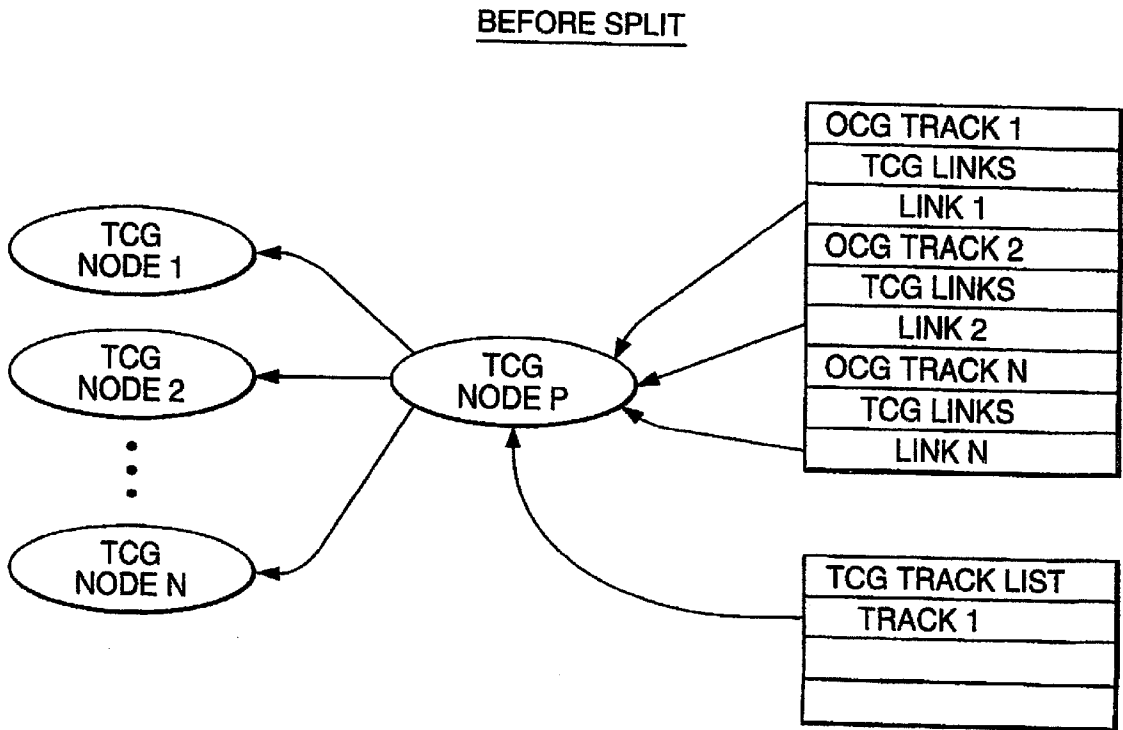 BEFORE SPLIT
TCG
NODE 1
TCG
NODE 2
TCG
NODE N
TCG
NODE P
OCG TRACK 1
TCG LINKS
LINK 1
OCG TRACK 2
TCG LINKS
LINK 2
OCG TRACK N
TCG LINKS
LINK N
TCG TRACK LIST
TRACK 1